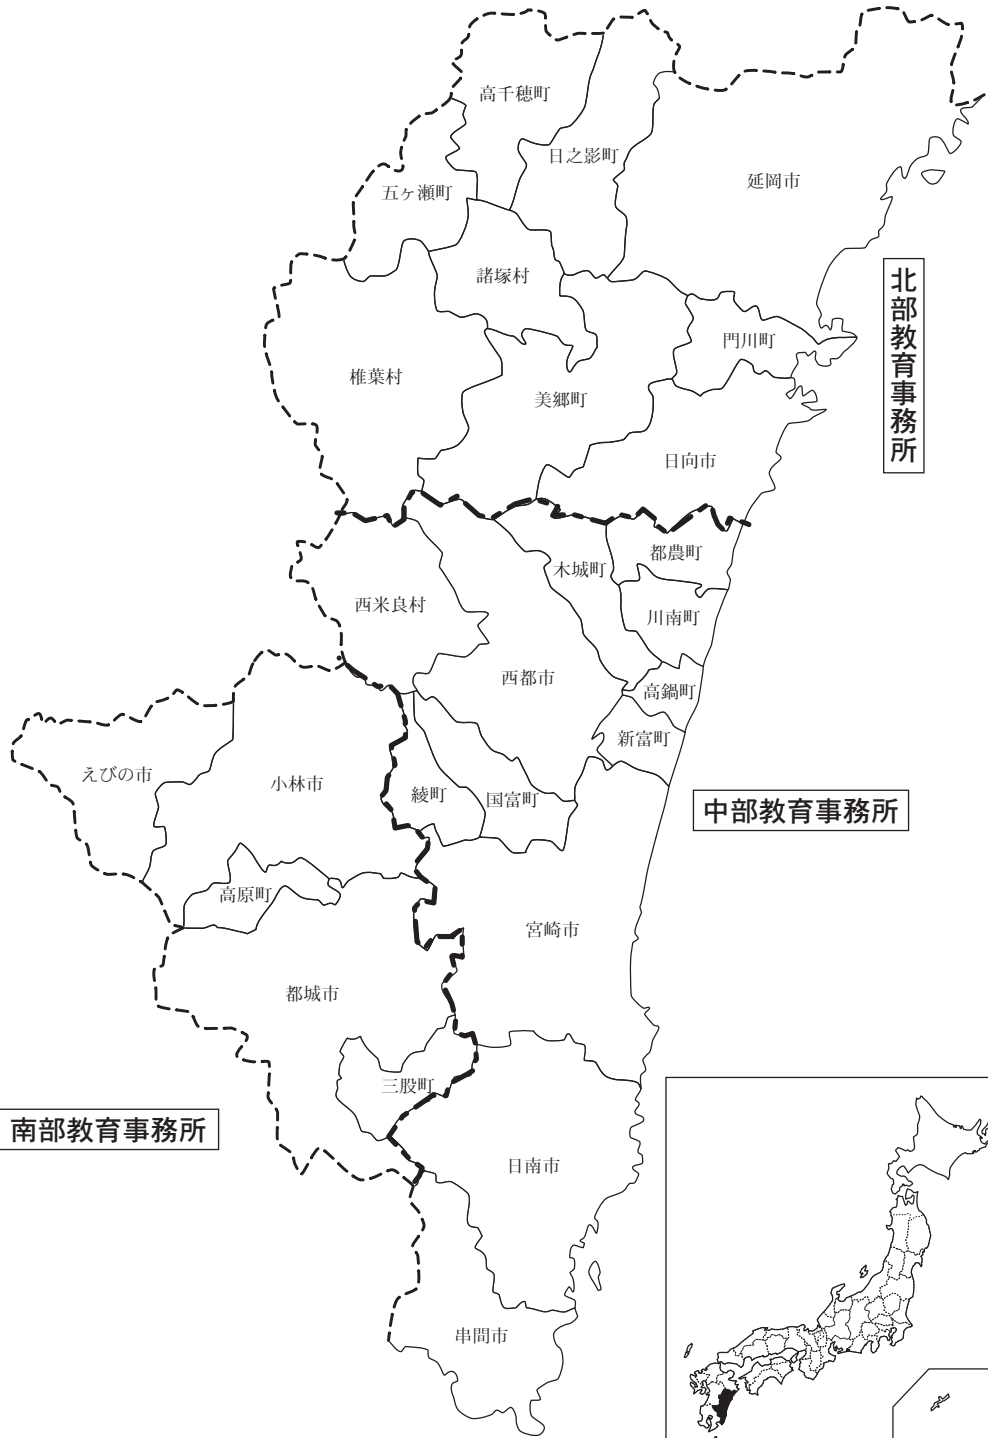 高千穂町
日之影町
延岡市
五ヶ瀬町
諸塚村
北部教育事務所
門川町
椎葉村
美郷町
日向市
都農町
木城町
西米良村
川南町
西都市
高鍋町
新富町
えびの市
小林市
綾町
国富町
中部教育事務所
高原町
宮崎市
都城市
三股町
南部教育事務所
日南市
串間市